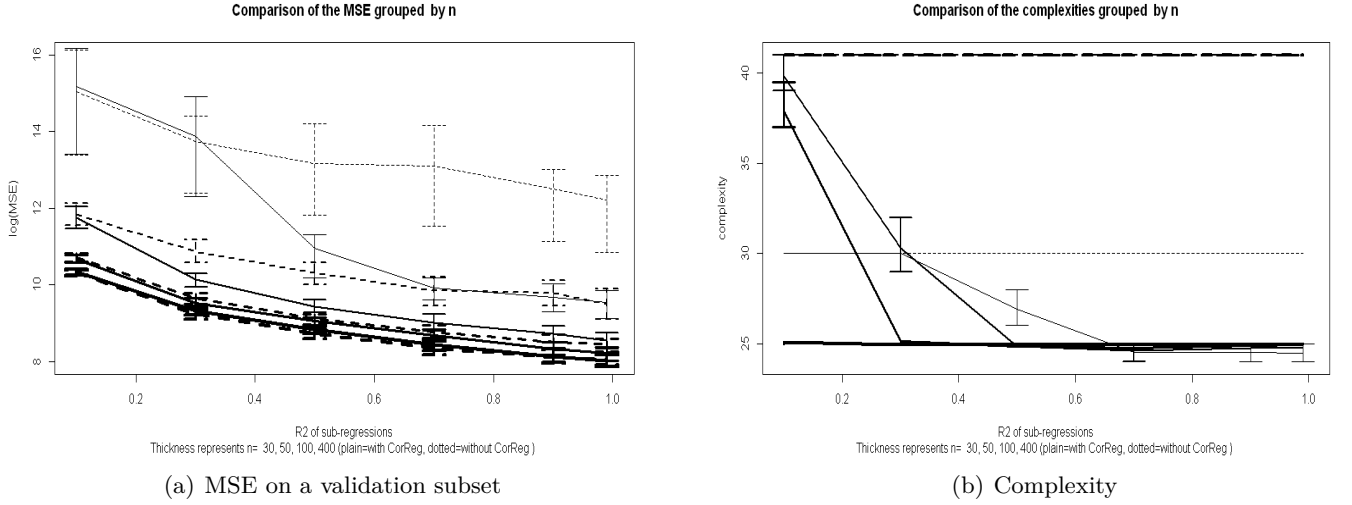 Comparison of the MSE grouped by n
log(MSE)
16
14
12
10
8
0.2 0.4 0.6 0.8 1.0
R2 of sub-regressions
Thickness represents n= 30, 50, 100, 400 (plain=with CorReg, dotted=without CorReg )
(a) MSE on a validation subset
Comparison of the complexities grouped by n
complexity
40
35
30
25
0.2 0.4 0.6 0.8 1.0
R2 of sub-regressions
Thickness represents n= 30, 50, 100, 400 (plain=with CorReg, dotted=without CorReg )
(b) Complexity